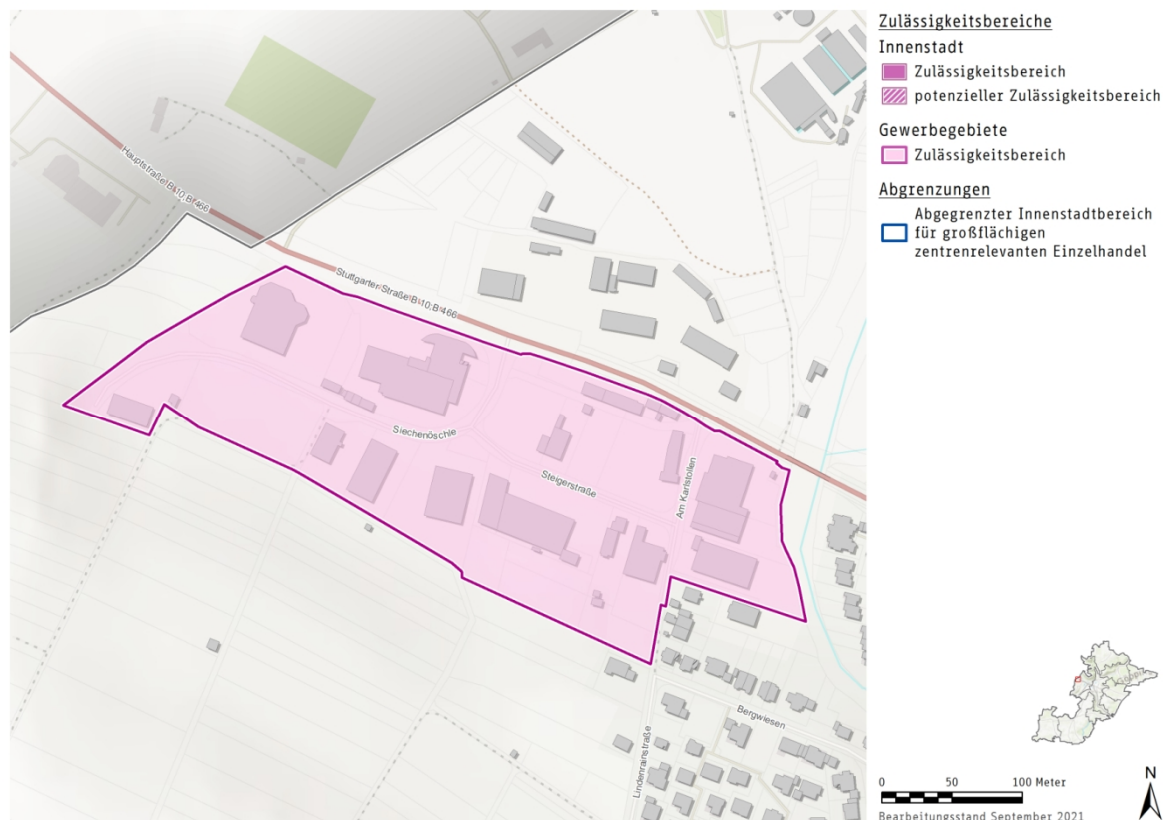 Zulässigkeitsbereiche
Innenstadt
Zulässigkeitsbereich
potenzieller Zulässigkeitsbereich
Gewerbegebiete
Zulässigkeitsbereich
Abgrenzungen
Abgegrenzter Innenstadtbereich
für großflächigen
zentrenrelevanten Einzelhandel
Hauptstraße B 10;B 466
Stuttgarter Straße B 10;B 466
Siechenöschle
Steigerstraße
Am Karlstollen
Bergwiesen
Lindenrainstraße
N
0 50 100 Meter
Bearbeitungsstand September 2021